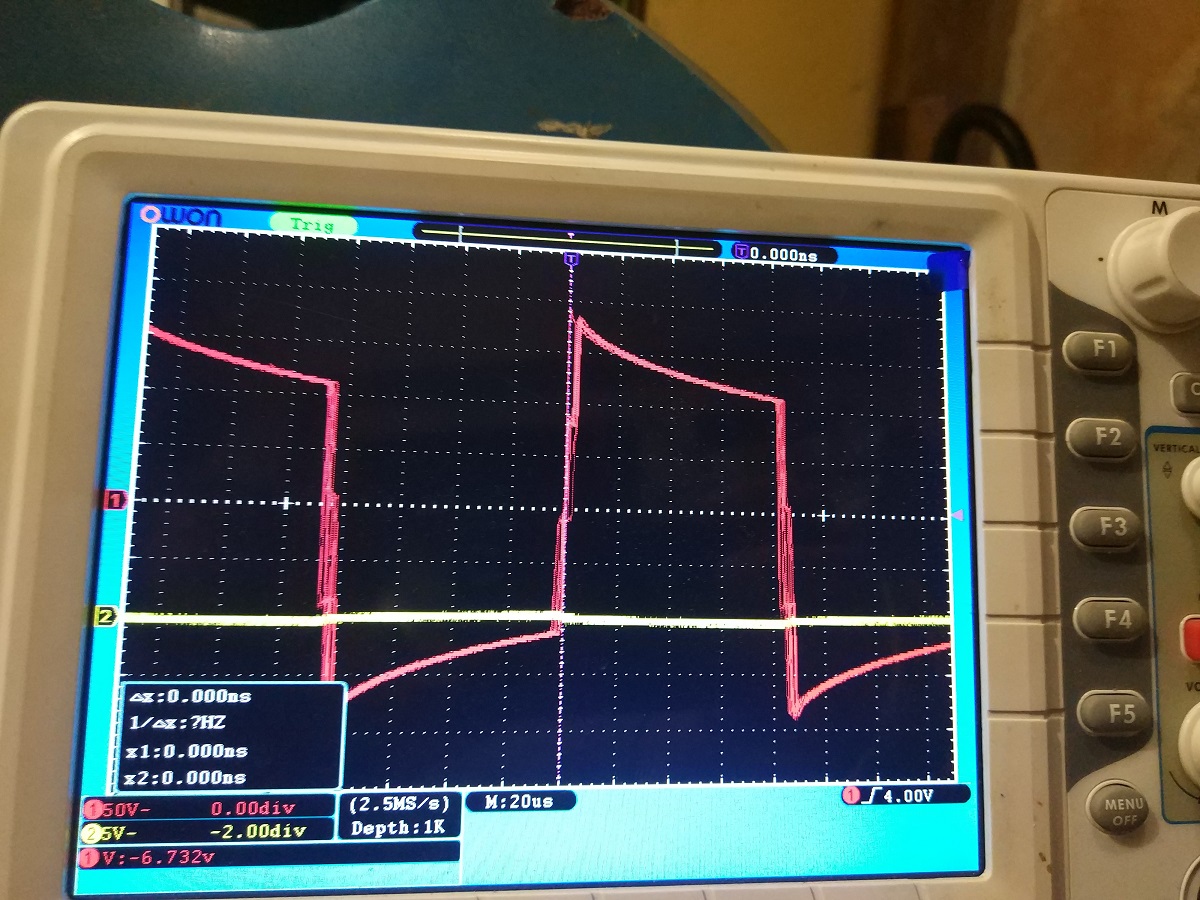 OWON Trig T 0.000ns
T
M
F1
F2
VERTICAL
1
F3
2
F4
△x:0.000ns
1/△x:?HZ
x1:0.000ns
x2:0.000ns
F5
1 50V- 0.00div
2 5V- -2.00div
(2.5MS/s)
Depth:1K
M:20us
1 4.00V
1 V:-6.732v
MENU
OFF